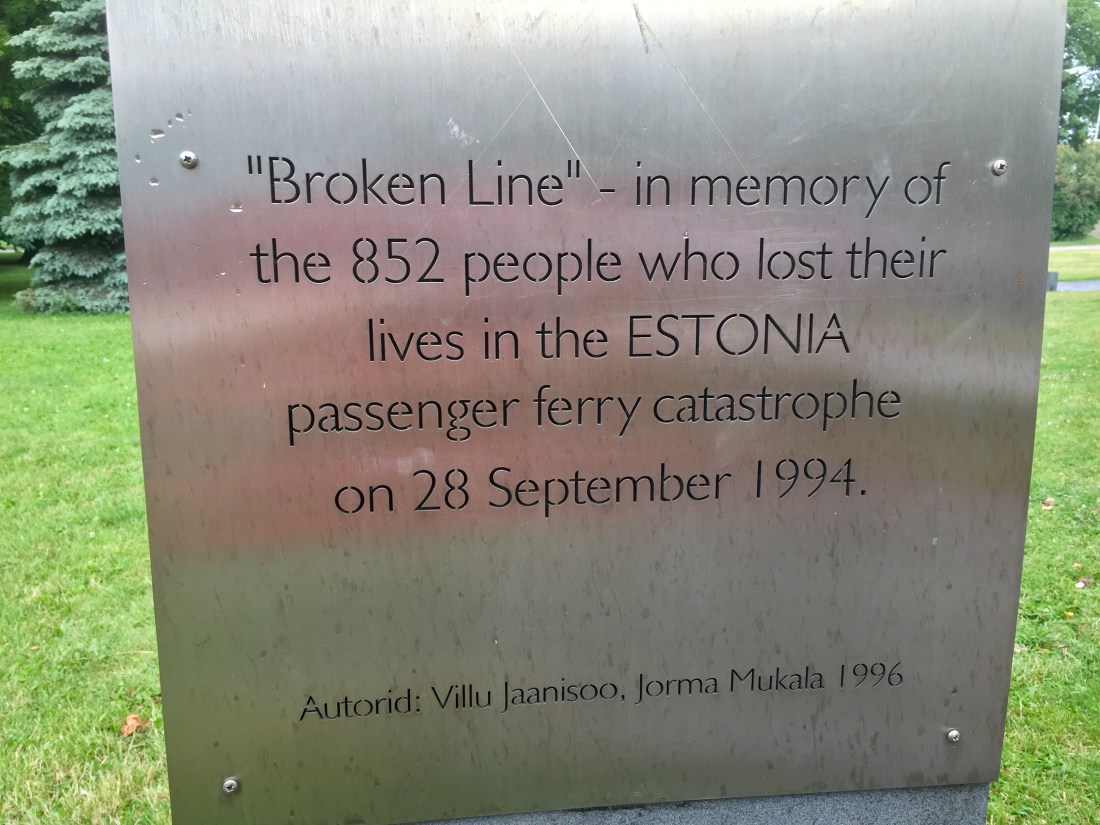 "Broken Line" - in memory of
the 852 people who lost their
lives in the ESTONIA
passenger ferry catastrophe
on 28 September 1994.
Autorid: Villu Jaanisoo, Jorma Mukala 1996